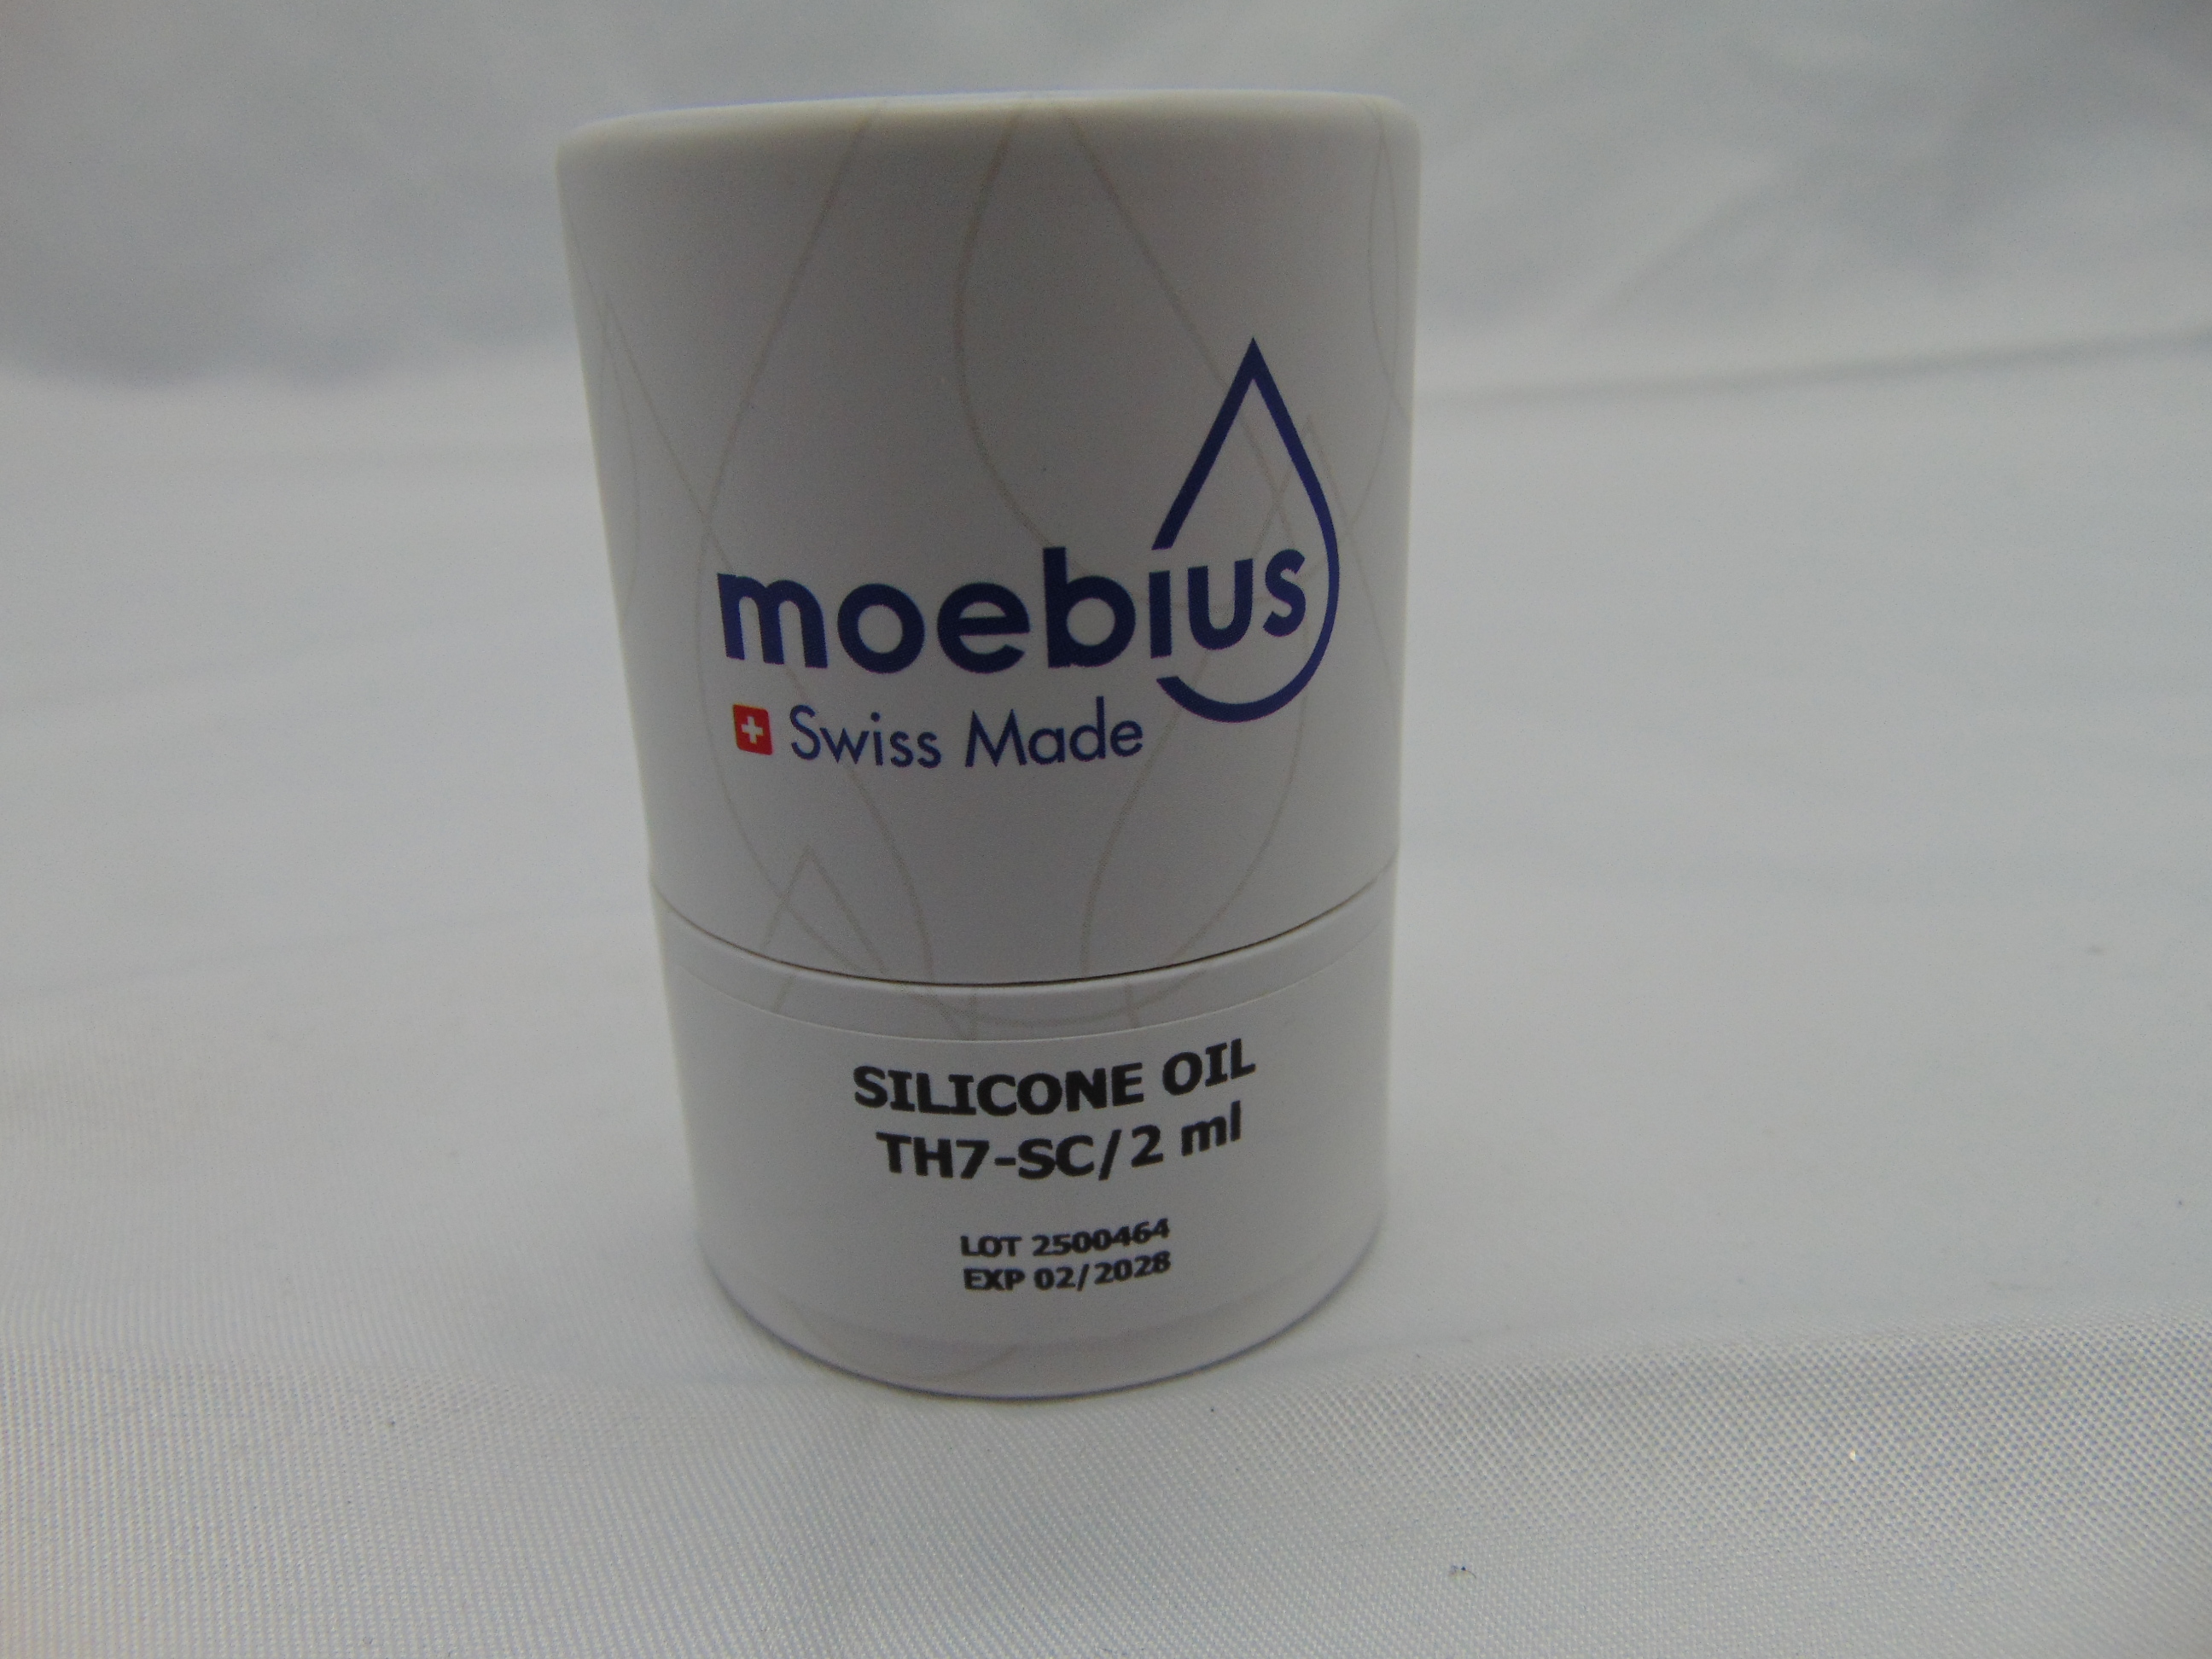 moebius
Swiss Made
SILICONE OIL
TH7-SC/2 ml
LOT 2500464
EXP 02/2028